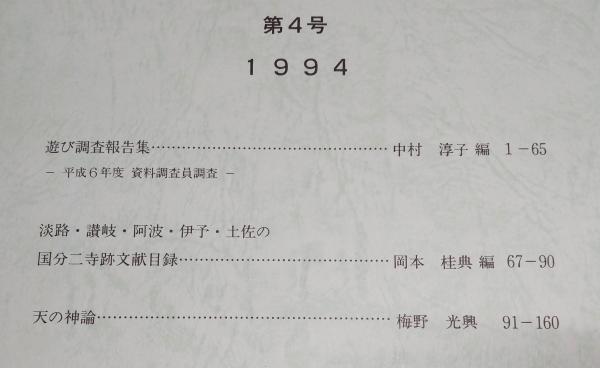 第4号
1994
遊び調査報告集……………………………………… 中村 淳子 編 1－65
－ 平成6年度 資料調査員調査 －
淡路・讃岐・阿波・伊予・土佐の
国分二寺跡文献目録………………………………… 岡本 桂典 編 67－90
天の神論………………………………………………… 梅野 光興 91－160